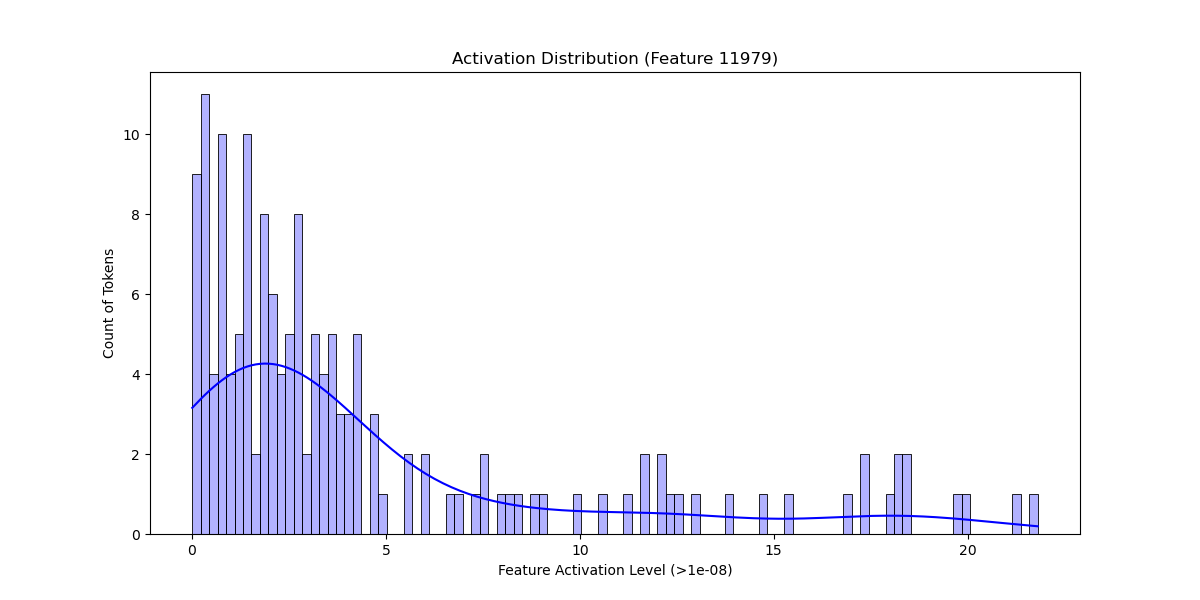 Activation Distribution (Feature 11979)
Count of Tokens
10
8
6
4
2
0
0 5 10 15 20
Feature Activation Level (>1e-08)